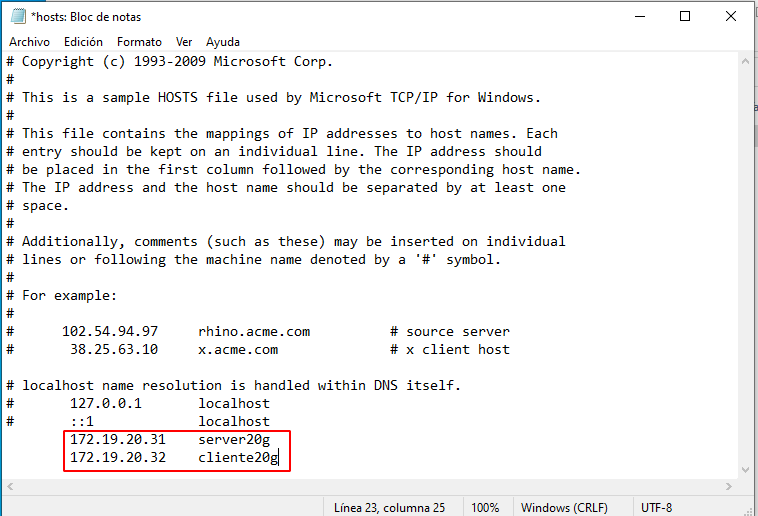 *hosts: Bloc de notas
Archivo Edición Formato Ver Ayuda
# Copyright (c) 1993-2009 Microsoft Corp.
#
# This is a sample HOSTS file used by Microsoft TCP/IP for Windows.
#
# This file contains the mappings of IP addresses to host names. Each
# entry should be kept on an individual line. The IP address should
# be placed in the first column followed by the corresponding host name.
# The IP address and the host name should be separated by at least one
# space.
#
# Additionally, comments (such as these) may be inserted on individual
# lines or following the machine name denoted by a '#' symbol.
#
# For example:
#
#      102.54.94.97     rhino.acme.com          # source server
#       38.25.63.10     x.acme.com              # x client host

# localhost name resolution is handled within DNS itself.
#       127.0.0.1       localhost
#       ::1             localhost
        172.19.20.31    server20g
        172.19.20.32    cliente20g
Línea 23, columna 25 100% Windows (CRLF) UTF-8